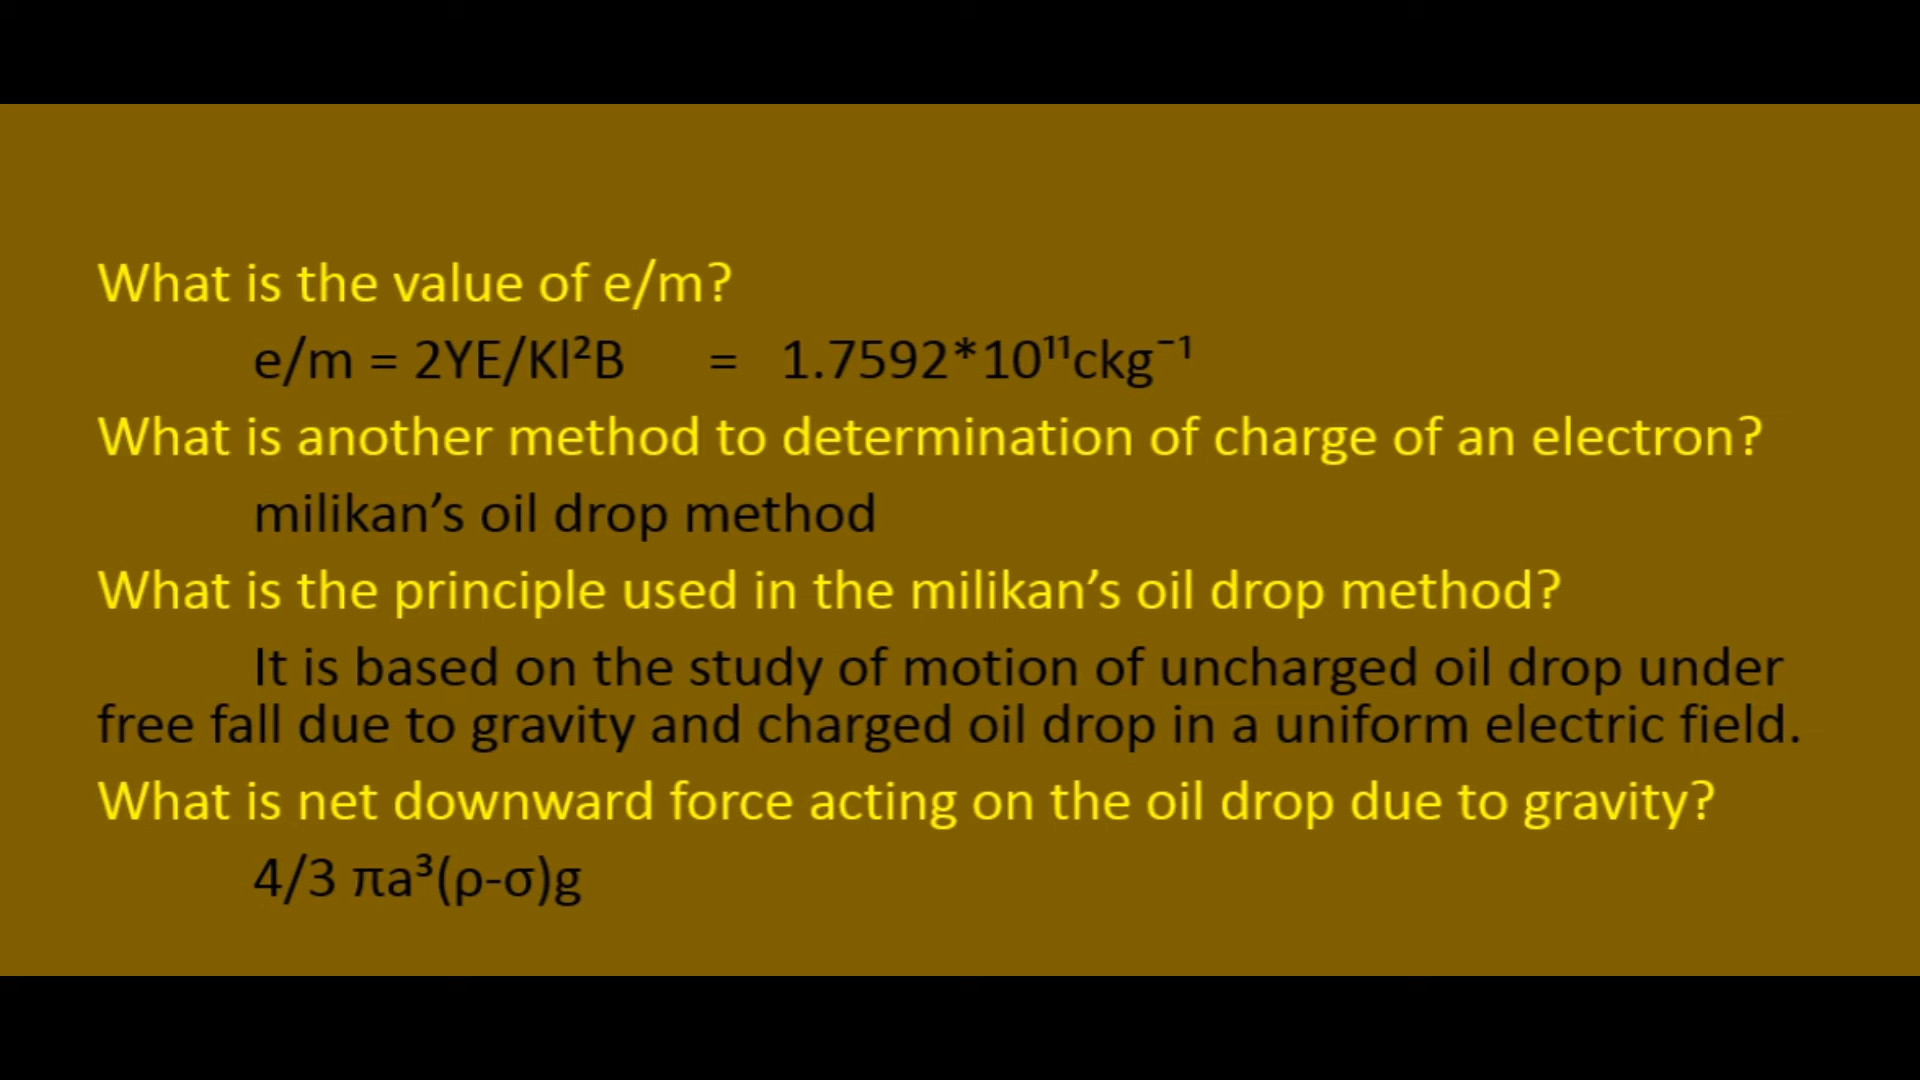 What is the value of e/m?
e/m = 2YE/Kl²B = 1.7592*10¹¹ckg⁻¹
What is another method to determination of charge of an electron?
milikan’s oil drop method
What is the principle used in the milikan’s oil drop method?
It is based on the study of motion of uncharged oil drop under
free fall due to gravity and charged oil drop in a uniform electric field.
What is net downward force acting on the oil drop due to gravity?
4/3 πa³(ρ-σ)g